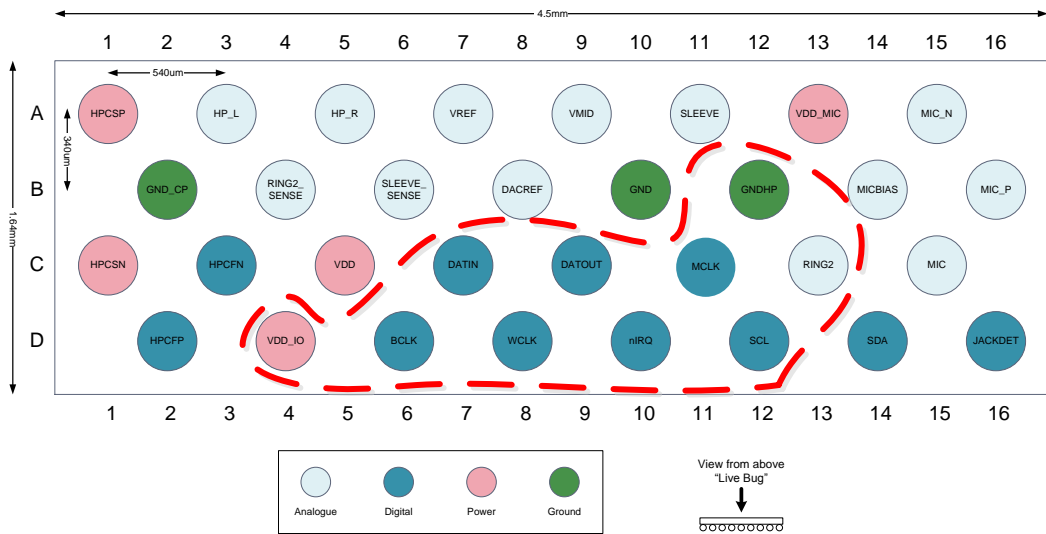 4.5mm
1 2 3 4 5 6 7 8 9 10 11 12 13 14 15 16
540um
A
HPCSP HP_L HP_R VREF VMID SLEEVE VDD_MIC MIC_N
340um
1.64mm
B
GND_CP RING2_ SENSE SLEEVE_ SENSE DACREF GND GNDHP MICBIAS MIC_P
C
HPCSN HPCFN VDD DATIN DATOUT MCLK RING2 MIC
D
HPCFP VDD_IO BCLK WCLK nIRQ SCL SDA JACKDET
1 2 3 4 5 6 7 8 9 10 11 12 13 14 15 16
Analogue Digital Power Ground
View from above
“Live Bug”